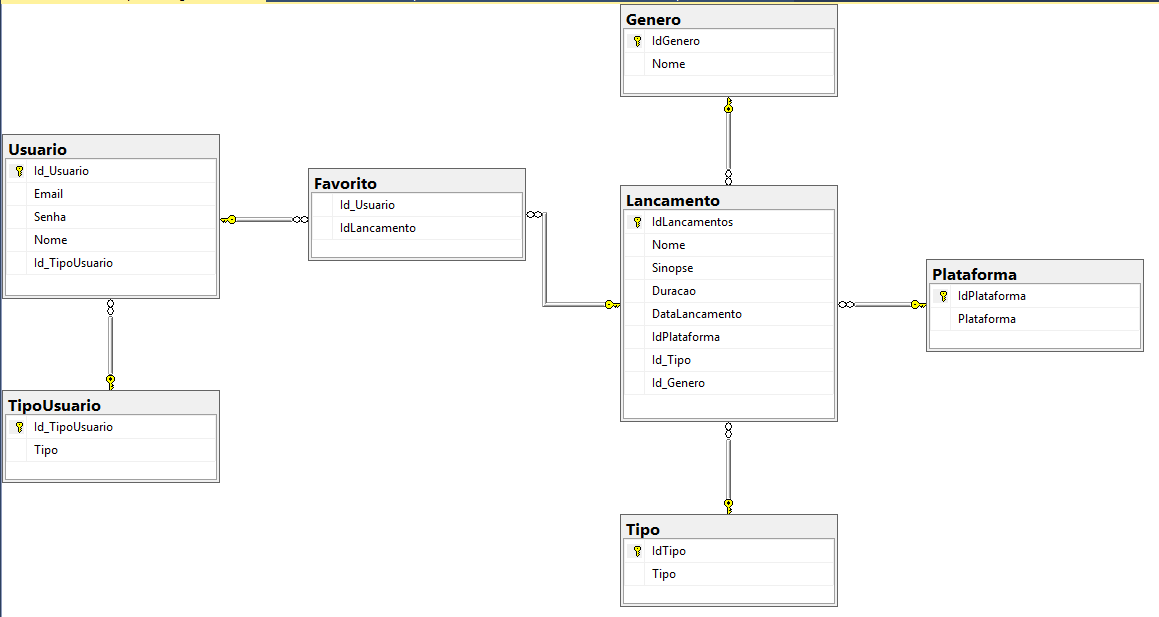 Genero
IdGenero
Nome
Usuario
Id_Usuario
Email
Senha
Nome
Id_TipoUsuario
Favorito
Id_Usuario
IdLancamento
Lancamento
IdLancamentos
Nome
Sinopse
Duracao
DataLancamento
IdPlataforma
Id_Tipo
Id_Genero
Plataforma
IdPlataforma
Plataforma
TipoUsuario
Id_TipoUsuario
Tipo
Tipo
IdTipo
Tipo